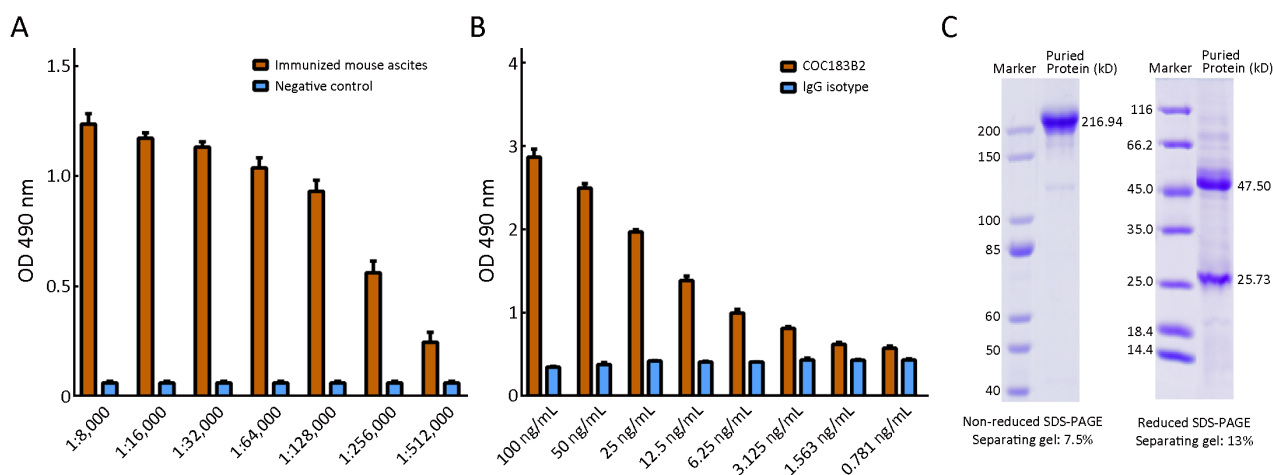 A
OD 490 nm
1.5
1.0
0.5
0
Immunized mouse ascites
Negative control
1:8,000
1:16,000
1:32,000
1:64,000
1:128,000
1:256,000
1:512,000
B
OD 490 nm
4
3
2
1
0
COC183B2
IgG isotype
100 ng/mL
50 ng/mL
25 ng/mL
12.5 ng/mL
6.25 ng/mL
3.125 ng/mL
1.563 ng/mL
0.781 ng/mL
C
Marker
Puried
Protein (kD)
200
150
100
85
60
50
40
216.94
Non-reduced SDS-PAGE
Separating gel: 7.5%
Marker
Puried
Protein (kD)
116
66.2
45.0
35.0
25.0
18.4
14.4
47.50
25.73
Reduced SDS-PAGE
Separating gel: 13%